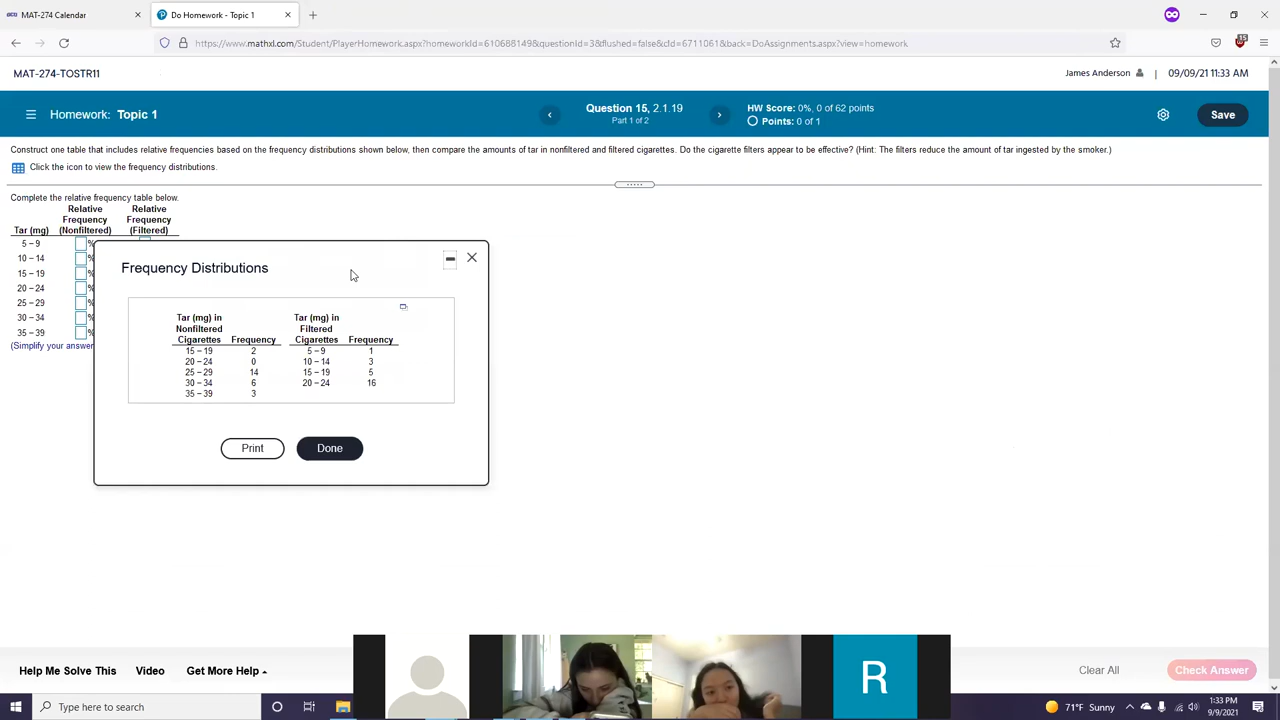 MAT-274 Calendar
Do Homework - Topic 1
https://www.mathxl.com/Student/PlayerHomework.aspx?homeworkId=610688149&questionId=3&flushed=false&cId=6711061&back=DoAssignments.aspx?view=homework
15
MAT-274-TOSTR11
James Anderson | 09/09/21 11:33 AM
Homework: Topic 1
Question 15, 2.1.19
Part 1 of 2
HW Score: 0%, 0 of 62 points
Points: 0 of 1
Save
Construct one table that includes relative frequencies based on the frequency distributions shown below, then compare the amounts of tar in nonfiltered and filtered cigarettes. Do the cigarette filters appear to be effective? (Hint: The filters reduce the amount of tar ingested by the smoker.)
Click the icon to view the frequency distributions.
Complete the relative frequency table below.
Relative Relative
Frequency Frequency
Tar (mg) (Nonfiltered) (Filtered)
5 – 9 %
10 – 14 %
15 – 19 %
20 – 24 %
25 – 29 %
30 – 34 %
35 – 39 %
(Simplify your answer
Frequency Distributions
Tar (mg) in Tar (mg) in
Nonfiltered Filtered
Cigarettes Frequency Cigarettes Frequency
15 – 19 2 5 – 9 1
20 – 24 0 10 – 14 3
25 – 29 14 15 – 19 5
30 – 34 6 20 – 24 16
35 – 39 3
Print Done
R
Help Me Solve This Video Get More Help
Clear All Check Answer
Type here to search
71°F Sunny
1:33 PM
9/9/2021